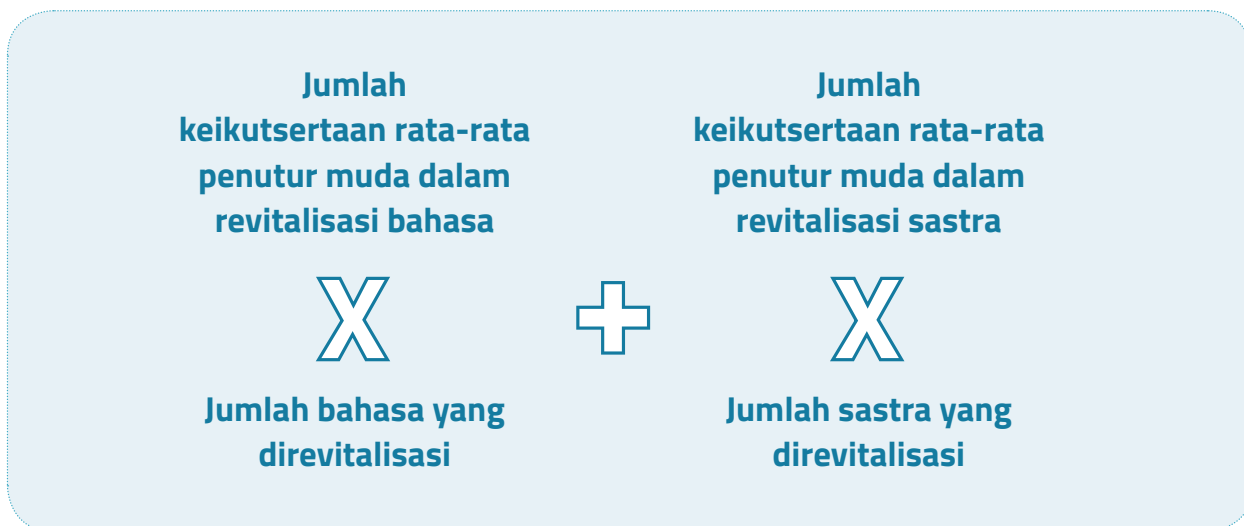 Jumlah
keikutsertaan rata-rata
penutur muda dalam
revitalisasi bahasa
X
Jumlah bahasa yang
direvitalisasi
+
Jumlah
keikutsertaan rata-rata
penutur muda dalam
revitalisasi sastra
X
Jumlah sastra yang
direvitalisasi